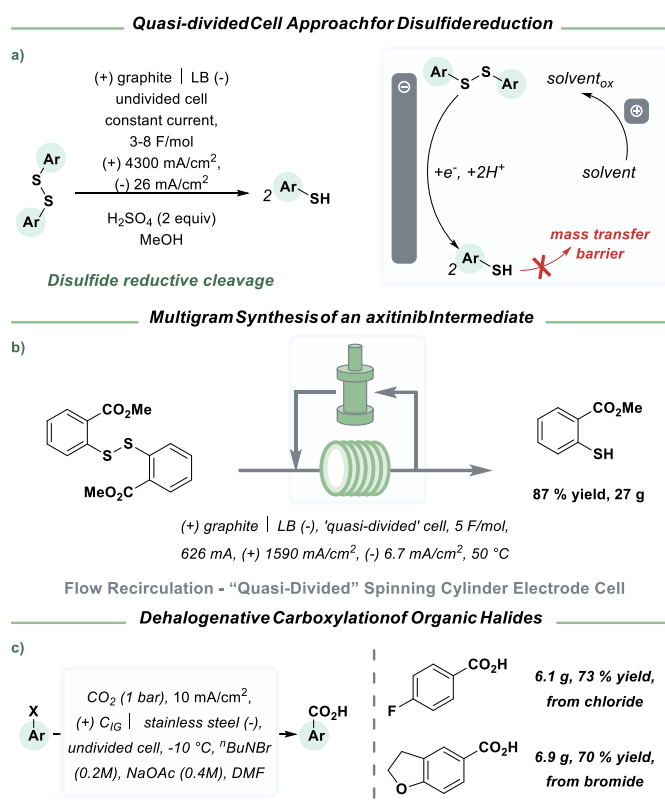 Quasi-divided Cell Approach for Disulfide reduction
a)
(+) graphite | LB (-)
undivided cell
constant current,
3-8 F/mol
(+) 4300 mA/cm²,
(-) 26 mA/cm²
H₂SO₄ (2 equiv)
MeOH
Ar
S
S
Ar
2 Ar
SH
Disulfide reductive cleavage
⊖
Ar
S
S
Ar
solvent_ox
⊕
solvent
+e⁻, +2H⁺
2 Ar
SH
mass transfer
barrier
Multigram Synthesis of an axitinib Intermediate
b)
CO₂Me
S
S
MeO₂C
CO₂Me
SH
87 % yield, 27 g
(+) graphite | LB (-), 'quasi-divided' cell, 5 F/mol,
626 mA, (+) 1590 mA/cm², (-) 6.7 mA/cm², 50 °C
Flow Recirculation - “Quasi-Divided” Spinning Cylinder Electrode Cell
Dehalogenative Carboxylation of Organic Halides
c)
X
Ar
CO₂ (1 bar), 10 mA/cm²,
(+) C_IG | stainless steel (-),
undivided cell, -10 °C, ⁿBuNBr
(0.2M), NaOAc (0.4M), DMF
CO₂H
Ar
CO₂H
F
6.1 g, 73 % yield,
from chloride
CO₂H
O
6.9 g, 70 % yield,
from bromide